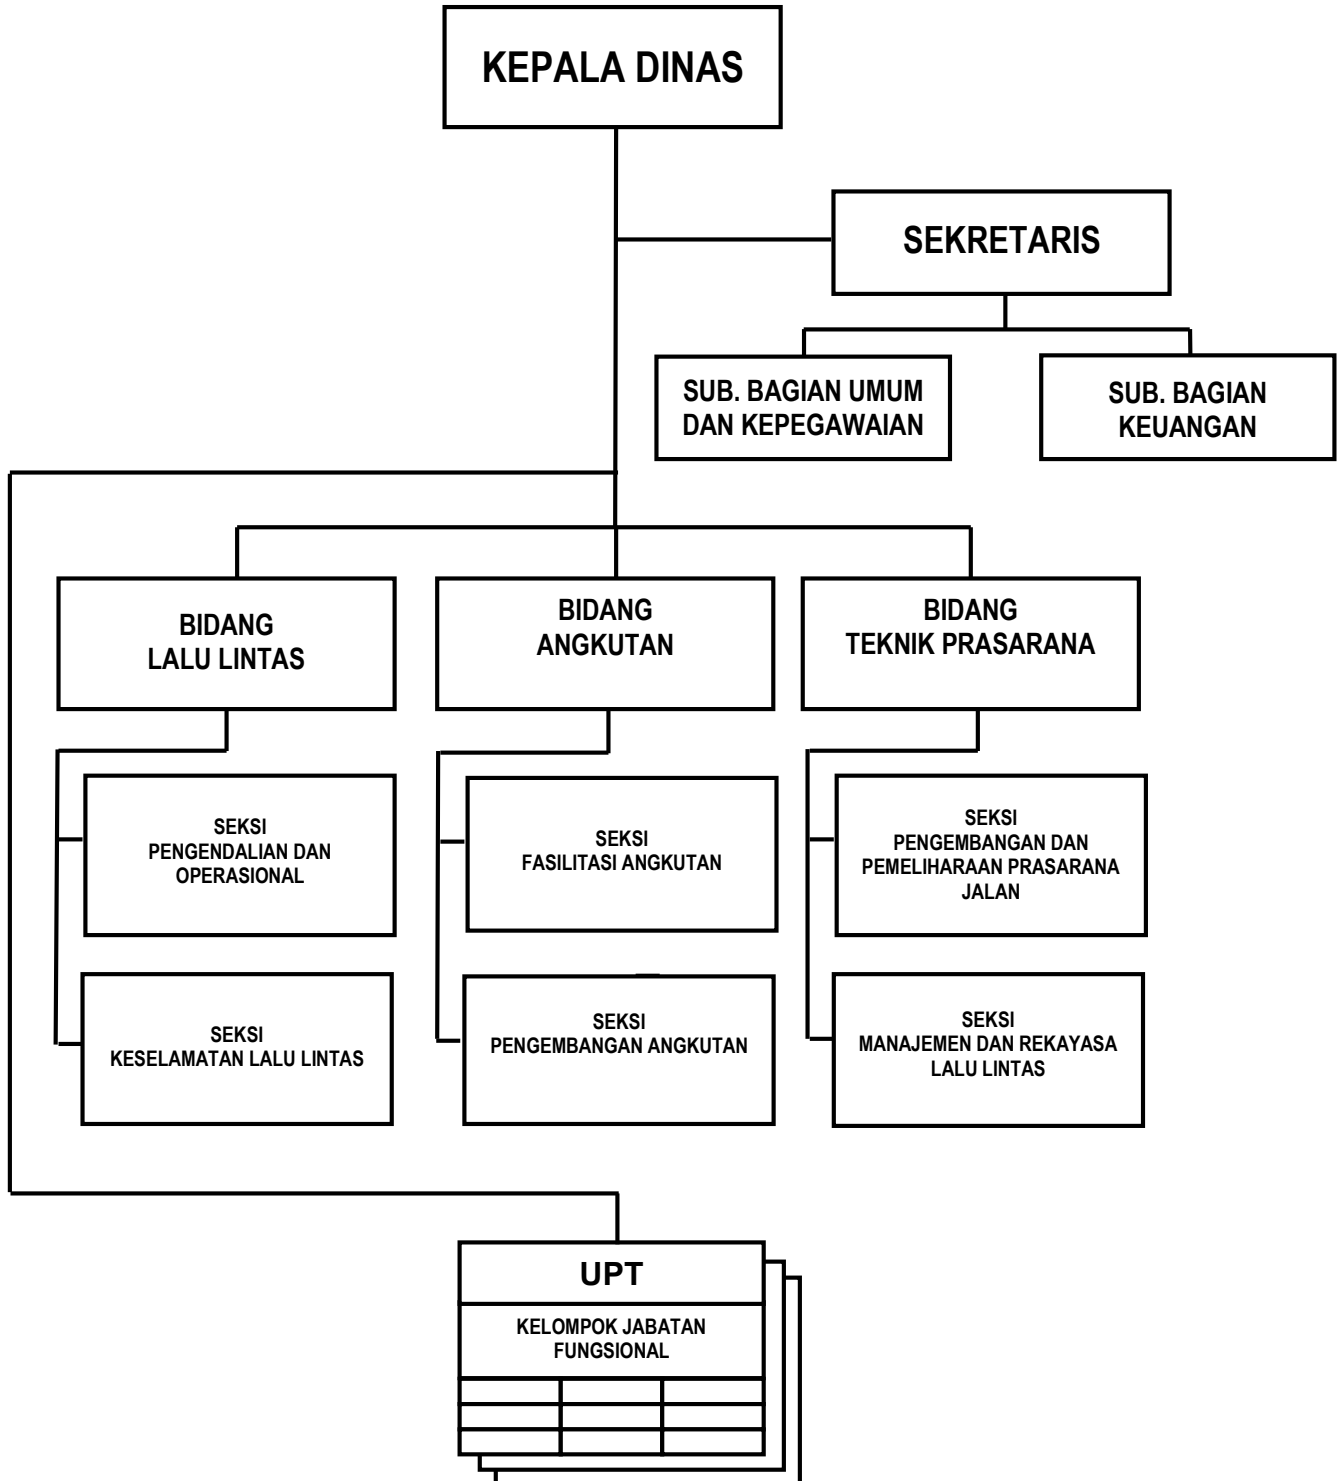 KEPALA DINAS
SEKRETARIS
SUB. BAGIAN UMUM
DAN KEPEGAWAIAN
SUB. BAGIAN
KEUANGAN
BIDANG
LALU LINTAS
BIDANG
ANGKUTAN
BIDANG
TEKNIK PRASARANA
SEKSI
PENGENDALIAN DAN
OPERASIONAL
SEKSI
FASILITASI ANGKUTAN
SEKSI
PENGEMBANGAN DAN
PEMELIHARAAN PRASARANA
JALAN
SEKSI
KESELAMATAN LALU LINTAS
SEKSI
PENGEMBANGAN ANGKUTAN
SEKSI
MANAJEMEN DAN REKAYASA
LALU LINTAS
UPT
KELOMPOK JABATAN
FUNGSIONAL